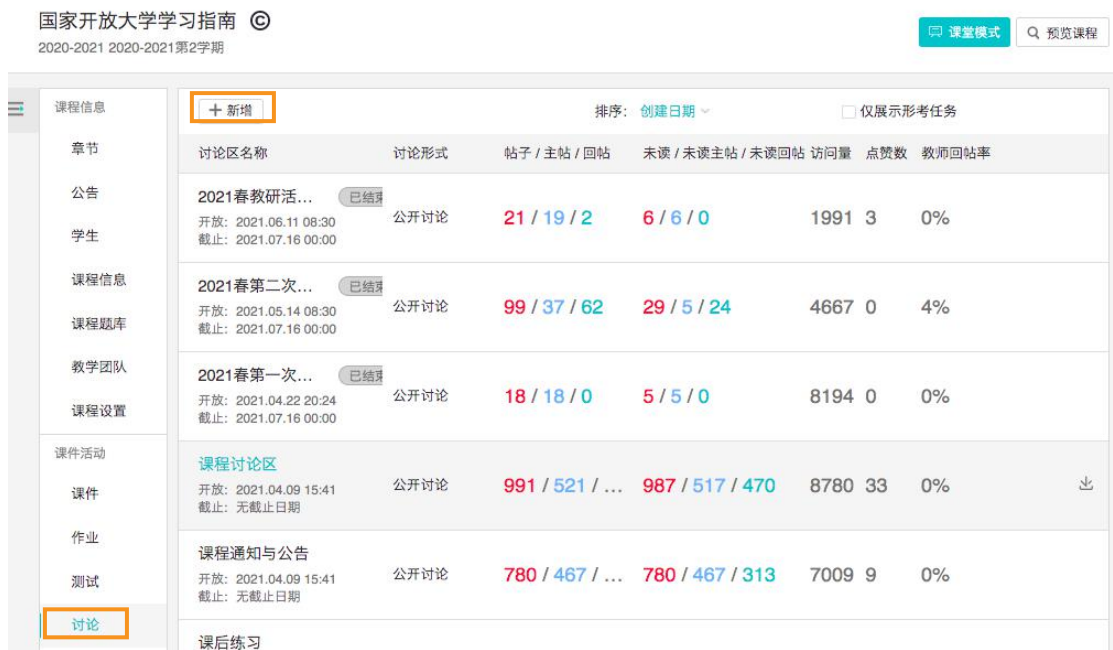 国家开放大学学习指南 ©
2020-2021 2020-2021第2学期
课堂模式
预览课程
课程信息
章节
公告
学生
课程信息
课程题库
教学团队
课程设置
课件活动
课件
作业
测试
讨论
+ 新增
排序： 创建日期
仅展示形考任务
讨论区名称 讨论形式 帖子 / 主帖 / 回帖 未读 / 未读主帖 / 未读回帖 访问量 点赞数 教师回帖率
2021春教研活... 已结束
开放：2021.06.11 08:30
截止：2021.07.16 00:00
公开讨论 21 / 19 / 2 6 / 6 / 0 1991 3 0%
2021春第二次... 已结束
开放：2021.05.14 08:30
截止：2021.07.16 00:00
公开讨论 99 / 37 / 62 29 / 5 / 24 4667 0 4%
2021春第一次... 已结束
开放：2021.04.22 20:24
截止：2021.07.16 00:00
公开讨论 18 / 18 / 0 5 / 5 / 0 8194 0 0%
课程讨论区
开放：2021.04.09 15:41
截止：无截止日期
公开讨论 991 / 521 / ... 987 / 517 / 470 8780 33 0%
课程通知与公告
开放：2021.04.09 15:41
截止：无截止日期
公开讨论 780 / 467 / ... 780 / 467 / 313 7009 9 0%
课后练习